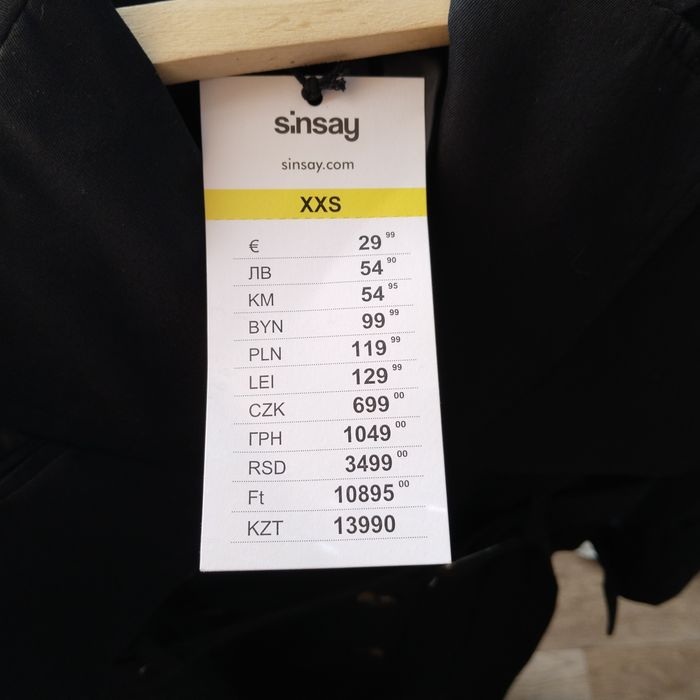 sinsay
sinsay.com
XXS
€ 29 99
ЛВ 54 90
KM 54 95
BYN 99 99
PLN 119 99
LEI 129 99
CZK 699 00
ГРН 1049 00
RSD 3499 00
Ft 10895 00
KZT 13990